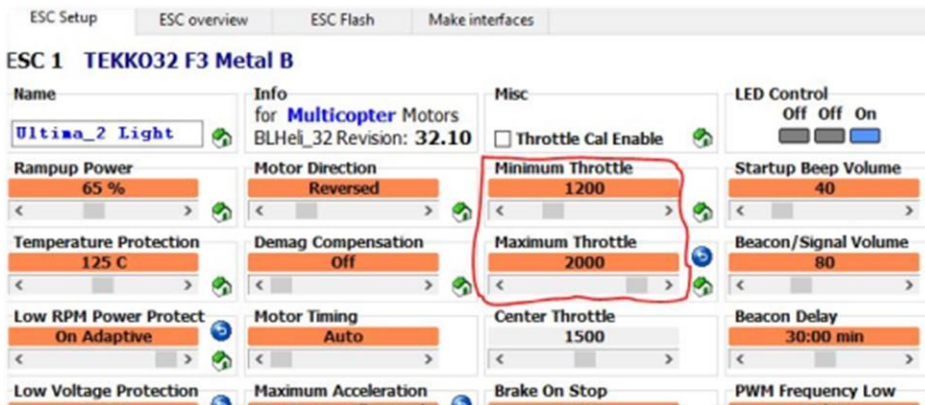 ESC Setup ESC overview ESC Flash Make interfaces
ESC 1 TEKKO32 F3 Metal B
Name Info Misc LED Control
for Multicopter Motors Off Off On
Ultima_2 Light BLHeli_32 Revision: 32.10 Throttle Cal Enable
Rampup Power Motor Direction Minimum Throttle Startup Beep Volume
65 % Reversed 1200 40
Temperature Protection Demag Compensation Maximum Throttle Beacon/Signal Volume
125 C Off 2000 80
Low RPM Power Protect Motor Timing Center Throttle Beacon Delay
On Adaptive Auto 1500 30:00 min
Low Voltage Protection Maximum Acceleration Brake On Stop PWM Frequency Low